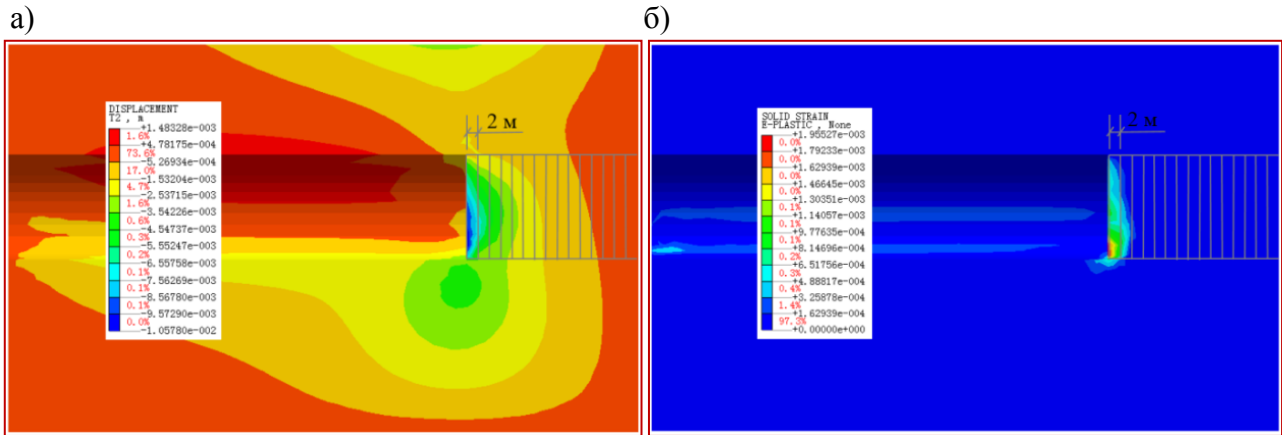 а)
б)
DISPLACEMENT
T2 , m
+1.48328e-003
1.6%
+4.78175e-004
73.6%
-5.26934e-004
17.0%
-1.53204e-003
4.7%
-2.53715e-003
1.6%
-3.54226e-003
0.6%
-4.54737e-003
0.3%
-5.55247e-003
0.2%
-6.55758e-003
0.1%
-7.56269e-003
0.1%
-8.56780e-003
0.1%
-9.57290e-003
0.0%
-1.05780e-002
2 м
SOLID STRAIN
E-PLASTIC , None
+1.95527e-003
0.0%
+1.79233e-003
0.0%
+1.62939e-003
0.0%
+1.46645e-003
0.0%
+1.30351e-003
0.1%
+1.14057e-003
0.1%
+9.77635e-004
0.1%
+8.14696e-004
0.2%
+6.51756e-004
0.3%
+4.88817e-004
0.4%
+3.25878e-004
1.4%
+1.62939e-004
97.3%
+0.00000e+000
2 м